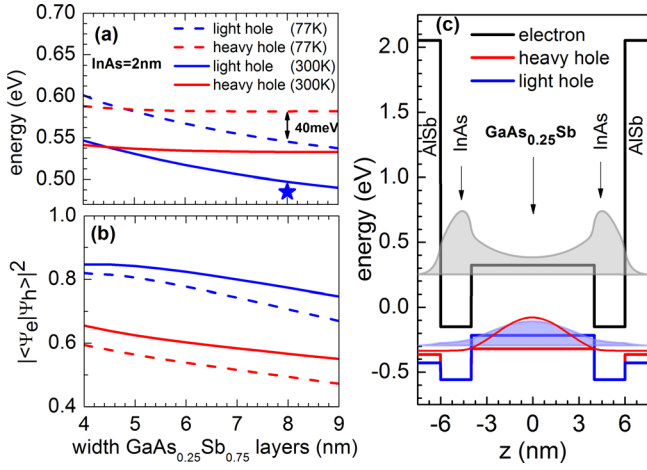 (a)
light hole (77K)
heavy hole (77K)
light hole (300K)
heavy hole (300K)
InAs=2nm
40meV
energy (eV)
0.65
0.60
0.55
0.50
(b)
|<Ψ_e|Ψ_h>|²
1.0
0.8
0.6
0.4
4 5 6 7 8 9
width GaAs₀.₂₅Sb₀.₇₅ layers (nm)
(c)
electron
heavy hole
light hole
AlSb
InAs
GaAs₀.₂₅Sb
InAs
AlSb
energy (eV)
2.0
1.5
1.0
0.5
0.0
-0.5
-6 -3 0 3 6
z (nm)